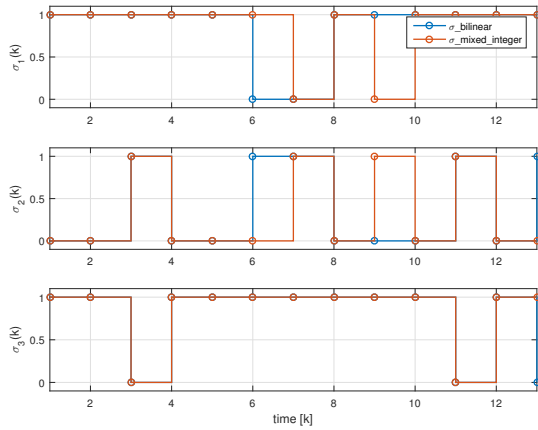 σ_bilinear
σ_mixed_integer
1
0.5
0
σ₁(k)
2 4 6 8 10 12
1
0.5
0
σ₂(k)
2 4 6 8 10 12
1
0.5
0
σ₃(k)
2 4 6 8 10 12
time [k]